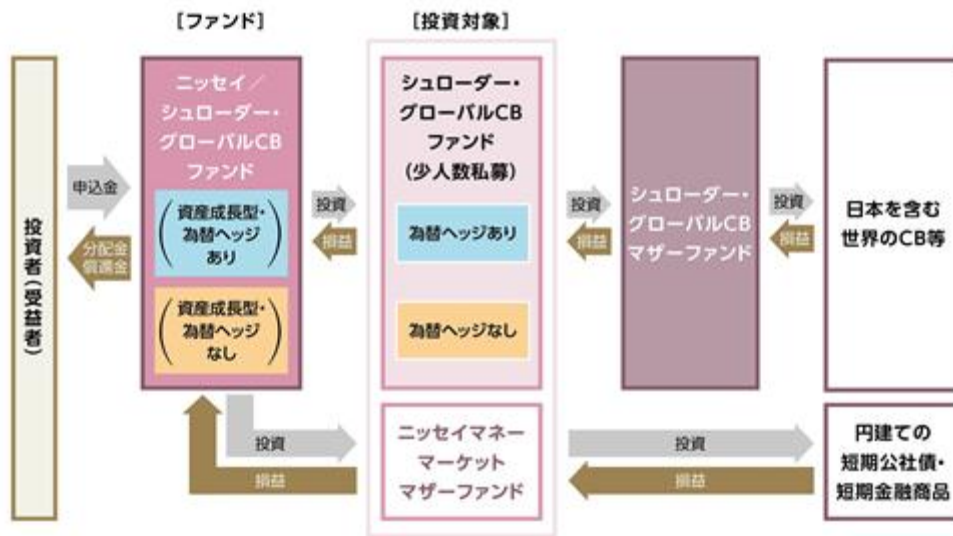 [ファンド]
[投資対象]
投資者(受益者)
申込金
分配金
償還金
ニッセイ/
シュローダー・
グローバルCB
ファンド
(資産成長型・
為替ヘッジ
あり)
(資産成長型・
為替ヘッジ
なし)
投資
損益
シュローダー・
グローバルCB
ファンド
(少人数私募)
為替ヘッジあり
為替ヘッジなし
投資
損益
シュローダー・
グローバルCB
マザーファンド
投資
損益
日本を含む
世界のCB等
投資
損益
ニッセイマネー
マーケット
マザーファンド
投資
損益
円建ての
短期公社債・
短期金融商品